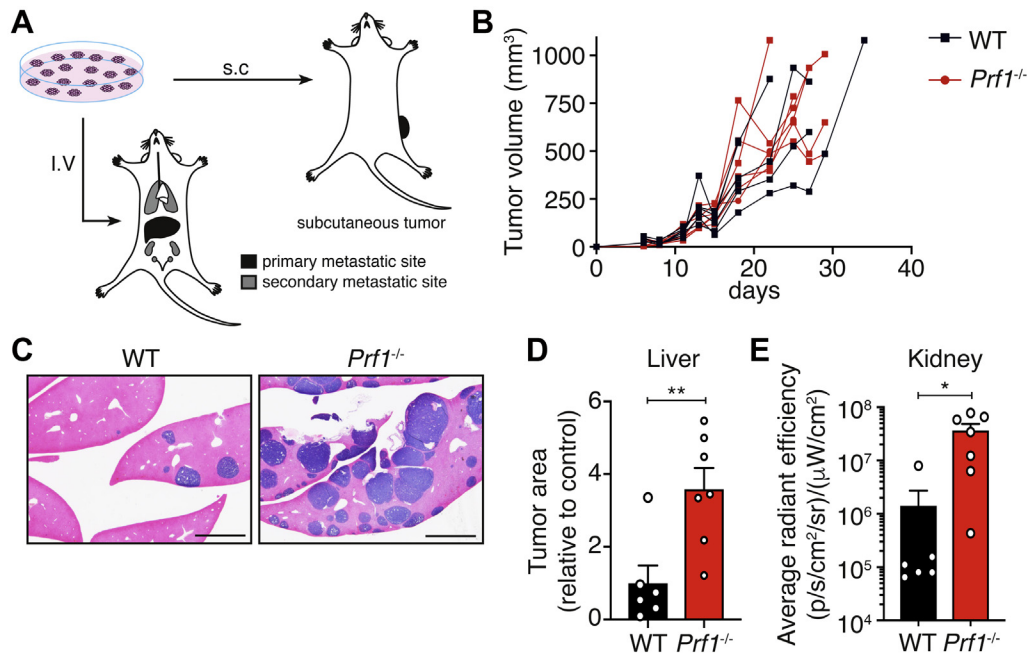 A
s.c
I.V
subcutaneous tumor
primary metastatic site
secondary metastatic site
B
Tumor volume (mm³)
1000
750
500
250
0
0 10 20 30 40
days
WT
Prf1⁻/⁻
C
WT
Prf1⁻/⁻
D
Liver
**
Tumor area
(relative to control)
6
4
2
0
WT Prf1⁻/⁻
E
Kidney
*
Average radiant efficiency
(p/s/cm²/sr)/(μW/cm²)
10⁸
10⁷
10⁶
10⁵
10⁴
WT Prf1⁻/⁻